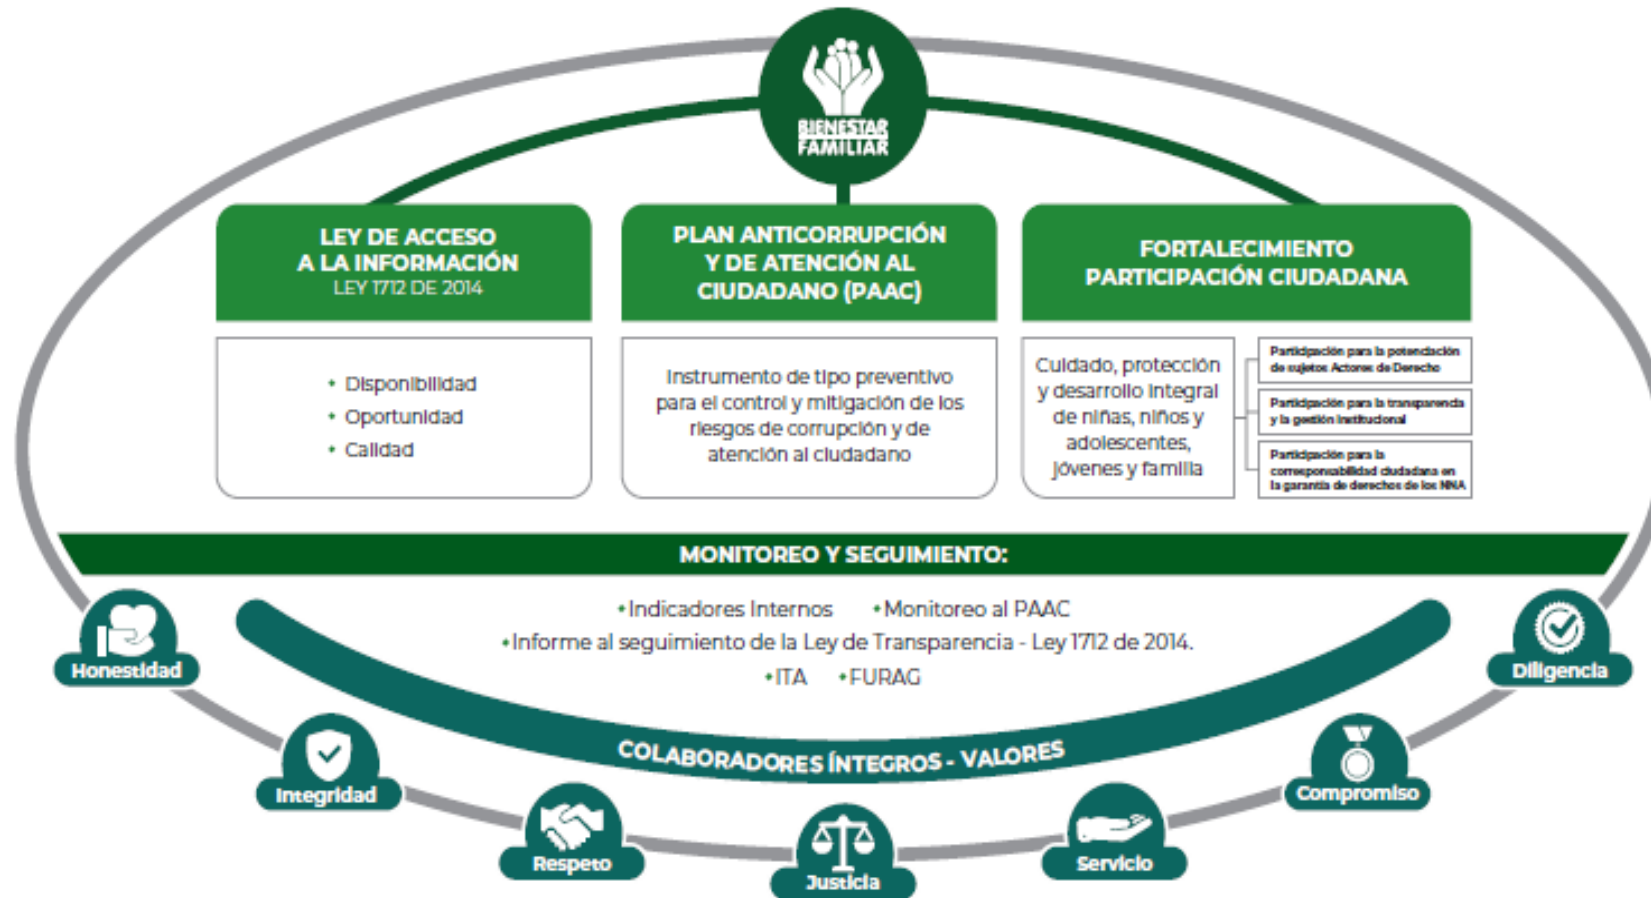 BIENESTAR
FAMILIAR
LEY DE ACCESO
A LA INFORMACIÓN
LEY 1712 DE 2014
• Disponibilidad
• Oportunidad
• Calidad
PLAN ANTICORRUPCIÓN
Y DE ATENCIÓN AL
CIUDADANO (PAAC)
Instrumento de tipo preventivo
para el control y mitigación de los
riesgos de corrupción y de
atención al ciudadano
FORTALECIMIENTO
PARTICIPACIÓN CIUDADANA
Cuidado, protección
y desarrollo integral
de niñas, niños y
adolescentes,
jóvenes y familia
Participación para la potenciación
de sujetos Actores de Derecho
Participación para la transparencia
y la gestión institucional
Participación para la
corresponsabilidad ciudadana en
la garantía de derechos de los NNA
MONITOREO Y SEGUIMIENTO:
•Indicadores Internos •Monitoreo al PAAC
•Informe al seguimiento de la Ley de Transparencia - Ley 1712 de 2014.
•ITA •FURAG
COLABORADORES ÍNTEGROS - VALORES
Honestidad
Integridad
Respeto
Justicia
Servicio
Compromiso
Diligencia